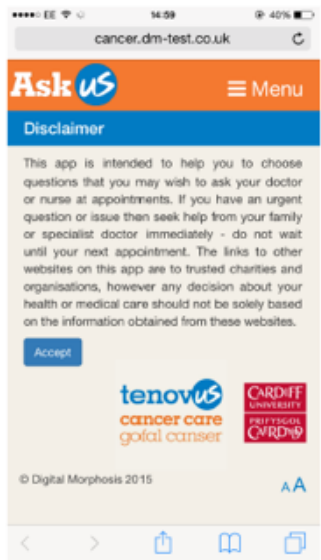 EE 14:59 40%
cancer.dm-test.co.uk
Ask us Menu
Disclaimer
This app is intended to help you to choose
questions that you may wish to ask your doctor
or nurse at appointments. If you have an urgent
question or issue then seek help from your family
or specialist doctor immediately - do not wait
until your next appointment. The links to other
websites on this app are to trusted charities and
organisations, however any decision about your
health or medical care should not be solely based
on the information obtained from these websites.
Accept
tenovus
cancer care
gofal canser
CARDIFF
UNIVERSITY
PRIFYSGOL
CAERDYDD
© Digital Morphosis 2015
AA